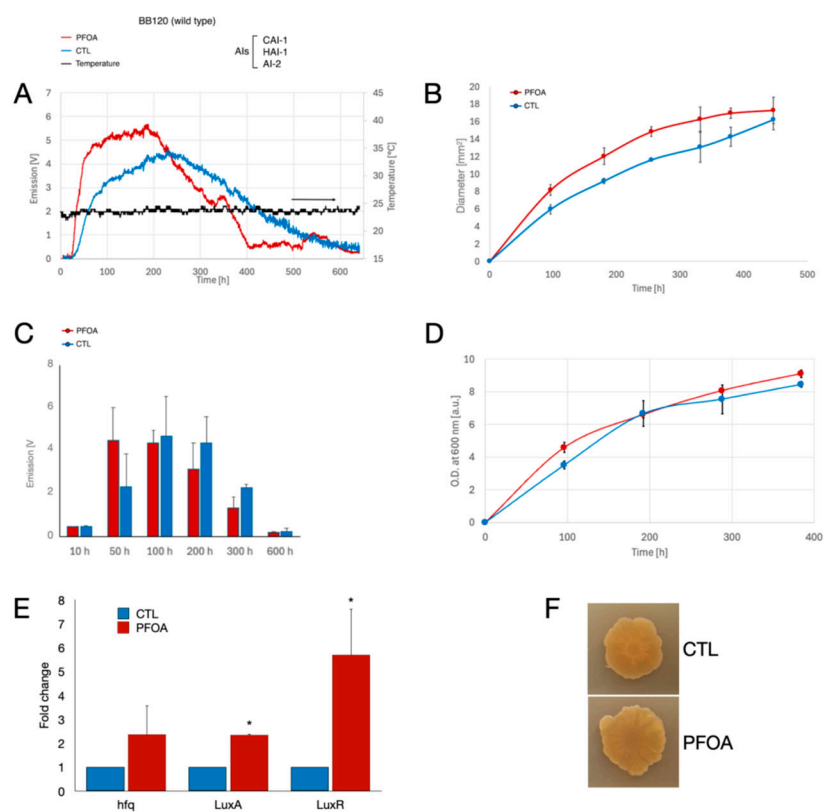 BB120 (wild type)
PFOA
CTL
Temperature
AIs
CAI-1
HAI-1
AI-2
A
7
6
5
4
3
2
1
0
Emission [V]
45
40
35
30
25
20
15
Temperature [°C]
0 100 200 300 400 500 600
Time [h]
B
PFOA
CTL
20
18
16
14
12
10
8
6
4
2
0
Diameter [mm²]
0 100 200 300 400 500
Time [h]
C
PFOA
CTL
8
6
4
2
0
Emission [V
10 h 50 h 100 h 200 h 300 h 600 h
D
10
8
6
4
2
0
O.D. at 600 nm [a.u.]
0 100 200 300 400
Time [h]
E
8
7
6
5
4
3
2
1
0
Fold change
CTL
PFOA
*
*
hfq LuxA LuxR
F
CTL
PFOA